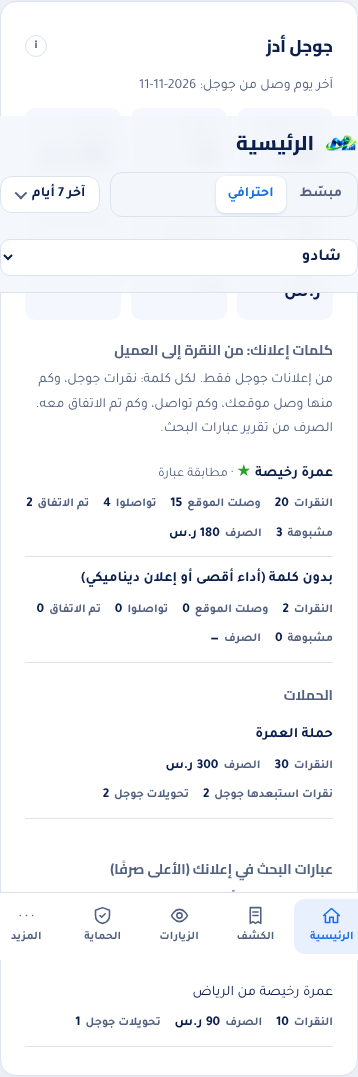 جوجل أدز
i
آخر يوم وصل من جوجل: 2026-11-11
الرئيسية
مبسّط
احترافي
آخر 7 أيام
شادو
ر.س
كلمات إعلانك: من النقرة إلى العميل
من إعلانات جوجل فقط. لكل كلمة: نقرات جوجل، وكم
منها وصل موقعك، وكم تواصل، وكم تم الاتفاق معه.
الصرف من تقرير عبارات البحث.
عمرة رخيصة ★ · مطابقة عبارة
النقرات 20 وصلت الموقع 15 تواصلوا 4 تم الاتفاق 2
مشبوهة 3 الصرف 180 ر.س
بدون كلمة (أداء أقصى أو إعلان ديناميكي)
النقرات 2 وصلت الموقع 0 تواصلوا 0 تم الاتفاق 0
مشبوهة 0 الصرف —
الحملات
حملة العمرة
النقرات 30 الصرف 300 ر.س
نقرات استبعدها جوجل 2 تحويلات جوجل 2
عبارات البحث في إعلانك (الأعلى صرفًا)
الرئيسية
الكشف
الزيارات
الحماية
المزيد
عمرة رخيصة من الرياض
النقرات 10 الصرف 90 ر.س تحويلات جوجل 1